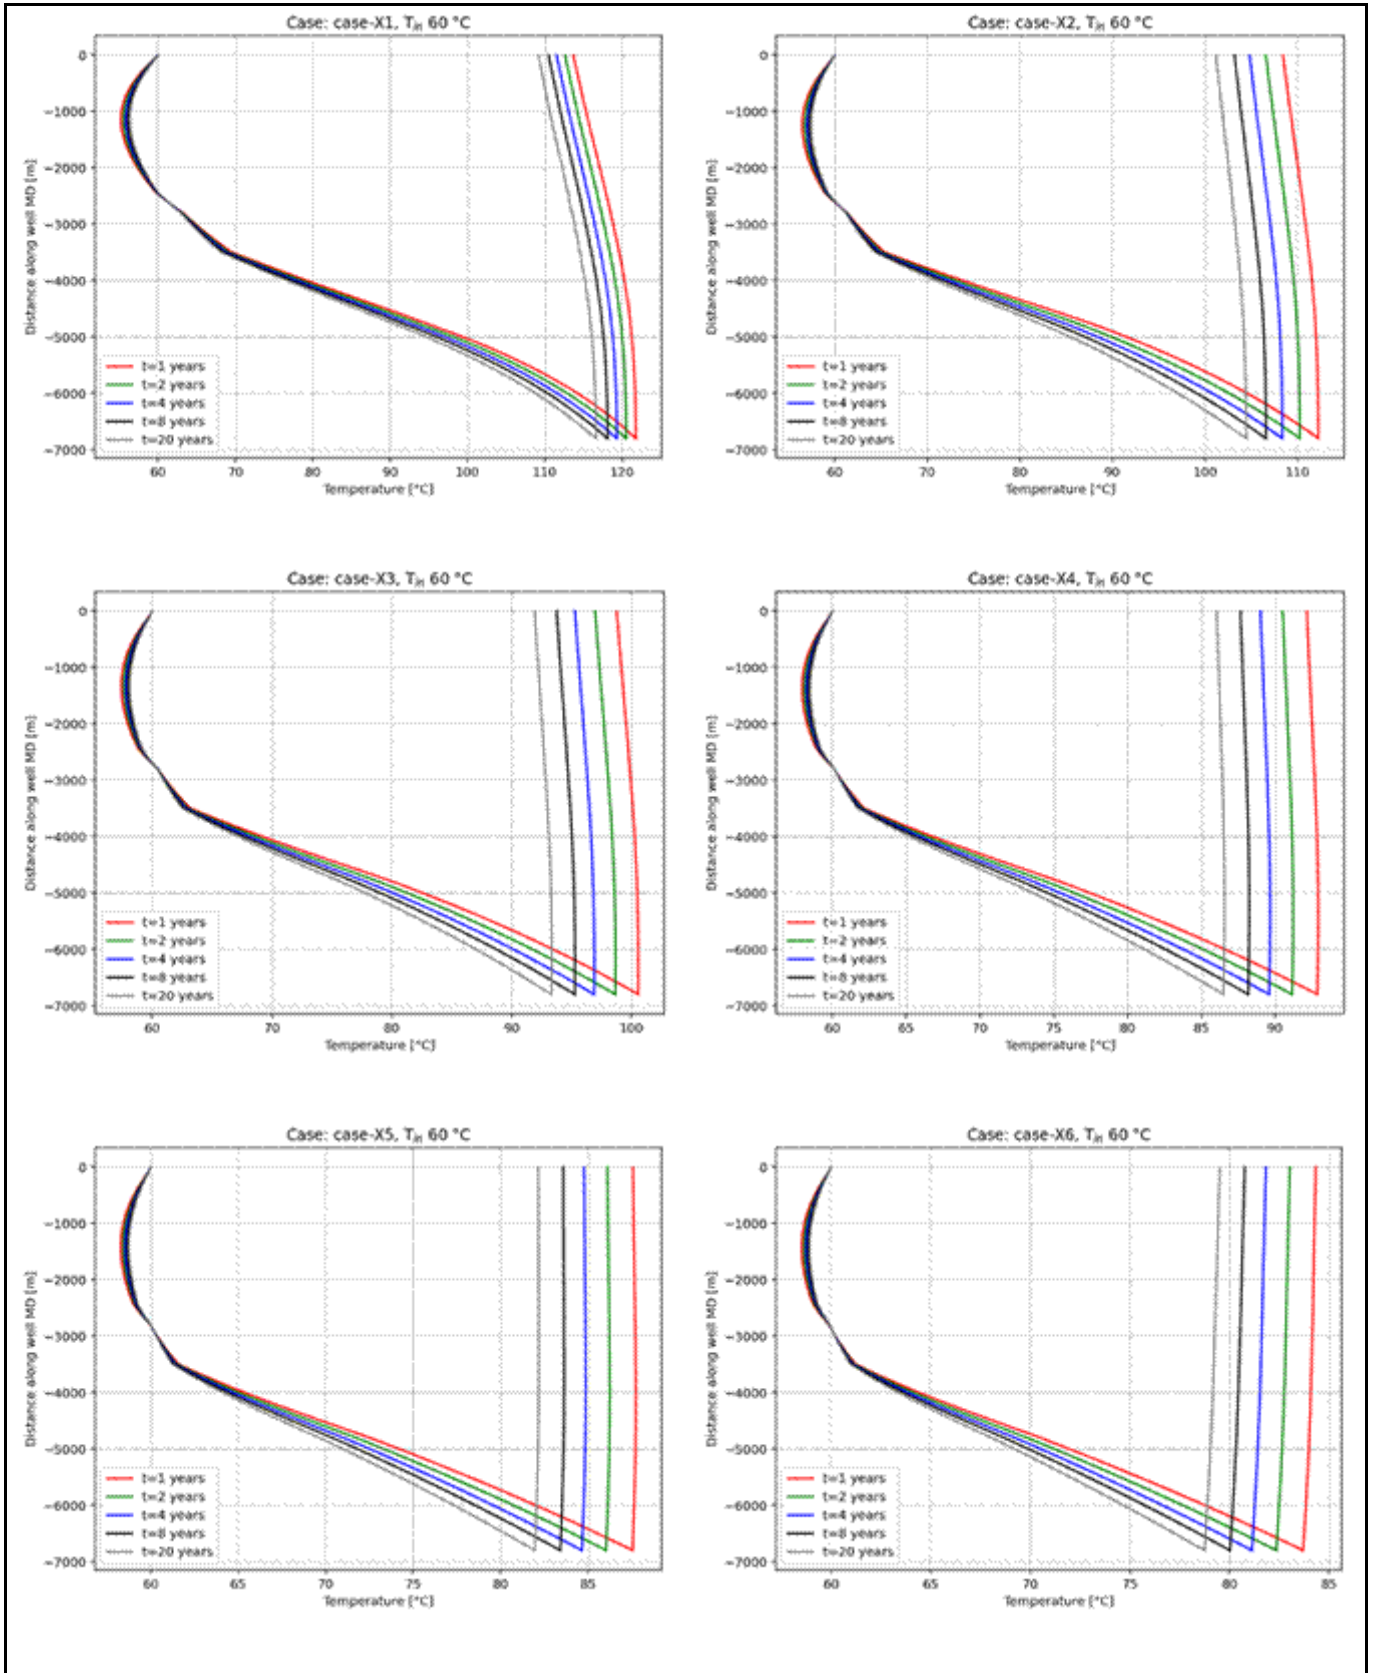 Case: case-X1, Tin 60 °C
0
−1000
−2000
−3000
−4000
−5000
−6000
−7000
Distance along well MD [m]
t=1 years
t=2 years
t=4 years
t=8 years
t=20 years
60 70 80 90 100 110 120
Temperature [°C]
Case: case-X2, Tin 60 °C
0
−1000
−2000
−3000
−4000
−5000
−6000
−7000
Distance along well MD [m]
t=1 years
t=2 years
t=4 years
t=8 years
t=20 years
60 70 80 90 100 110
Temperature [°C]
Case: case-X3, Tin 60 °C
0
−1000
−2000
−3000
−4000
−5000
−6000
−7000
Distance along well MD [m]
t=1 years
t=2 years
t=4 years
t=8 years
t=20 years
60 70 80 90 100
Temperature [°C]
Case: case-X4, Tin 60 °C
0
−1000
−2000
−3000
−4000
−5000
−6000
−7000
Distance along well MD [m]
t=1 years
t=2 years
t=4 years
t=8 years
t=20 years
60 65 70 75 80 85 90
Temperature [°C]
Case: case-X5, Tin 60 °C
0
−1000
−2000
−3000
−4000
−5000
−6000
−7000
Distance along well MD [m]
t=1 years
t=2 years
t=4 years
t=8 years
t=20 years
60 65 70 75 80 85
Temperature [°C]
Case: case-X6, Tin 60 °C
0
−1000
−2000
−3000
−4000
−5000
−6000
−7000
Distance along well MD [m]
t=1 years
t=2 years
t=4 years
t=8 years
t=20 years
60 65 70 75 80 85
Temperature [°C]